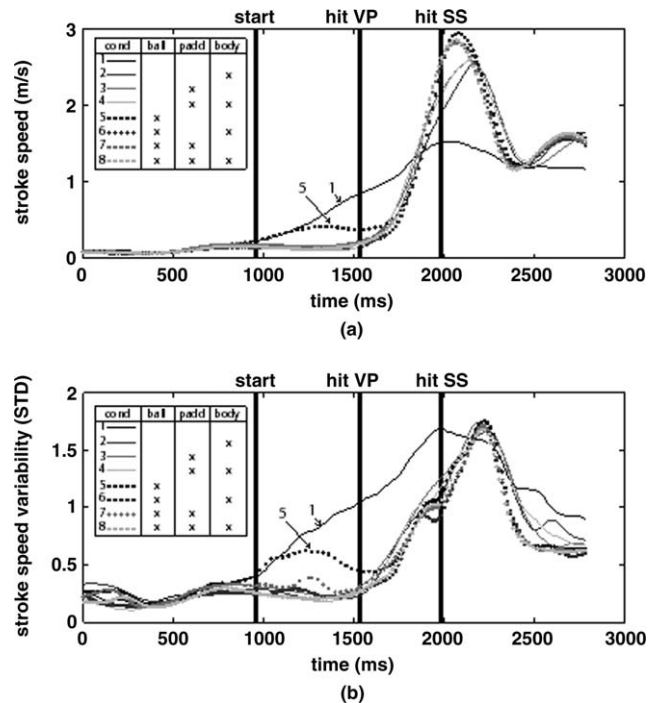 start hit VP hit SS
3
2
1
0
stroke speed (m/s)
cond ball padd body
1
2 x
3 x
4 x x
5 x
6 x x
7 x x
8 x x x
5 1
0 500 1000 1500 2000 2500 3000
time (ms)
(a)
start hit VP hit SS
2
1.5
1
0.5
0
stroke speed variability (STD)
cond ball padd body
1
2 x
3 x
4 x x
5 x
6 x x
7 x x
8 x x x
5 1
0 500 1000 1500 2000 2500 3000
time (ms)
(b)